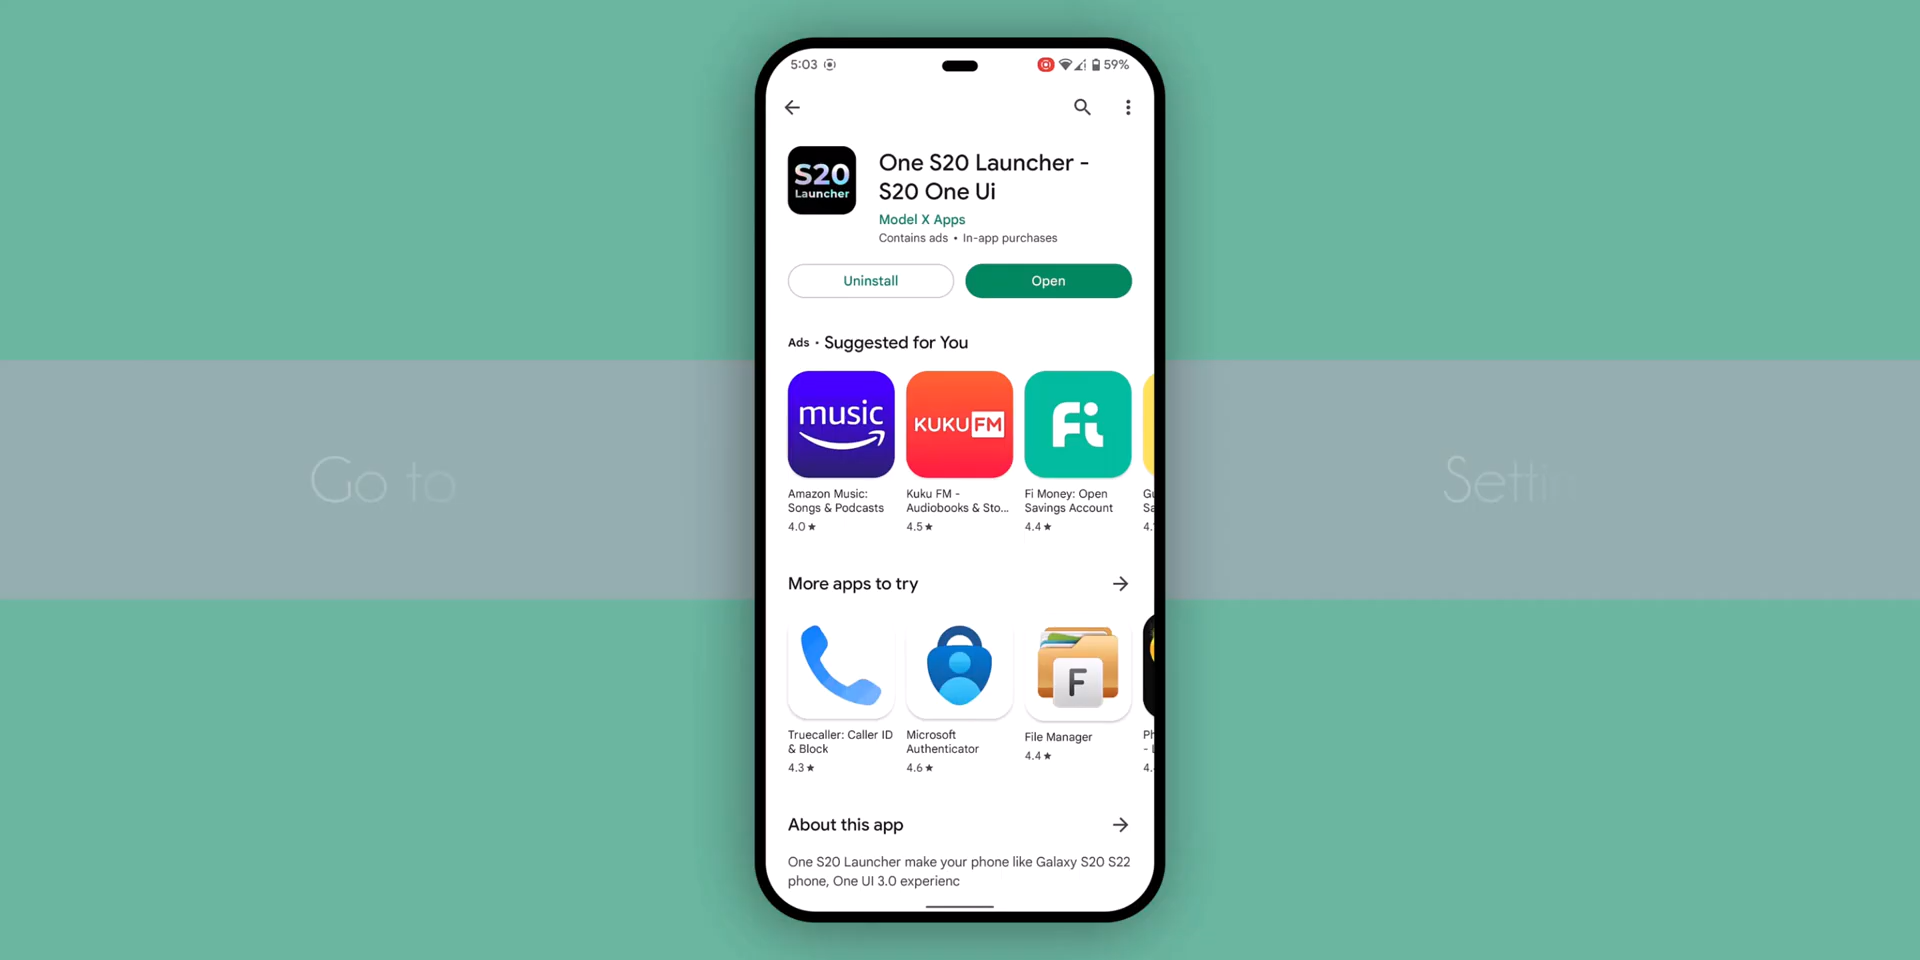 5:03
59%
S20
Launcher
One S20 Launcher -
S20 One Ui
Model X Apps
Contains ads • In-app purchases
Uninstall
Open
Ads · Suggested for You
music
KUKU FM
Fi
Amazon Music:
Songs & Podcasts
4.0★
Kuku FM -
Audiobooks & Sto...
4.5★
Fi Money: Open
Savings Account
4.4★
Go to
More apps to try
F
Truecaller: Caller ID
& Block
4.3★
Microsoft
Authenticator
4.6★
File Manager
4.4★
About this app
One S20 Launcher make your phone like Galaxy S20 S22
phone, One UI 3.0 experienc